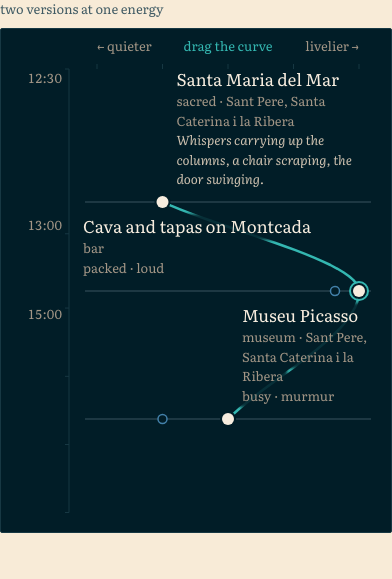 two versions at one energy
← quieter drag the curve livelier →
12:30 Santa Maria del Mar
sacred · Sant Pere, Santa
Caterina i la Ribera
Whispers carrying up the
columns, a chair scraping, the
door swinging.
13:00 Cava and tapas on Montcada
bar
packed · loud
15:00 Museu Picasso
museum · Sant Pere,
Santa Caterina i la
Ribera
busy · murmur